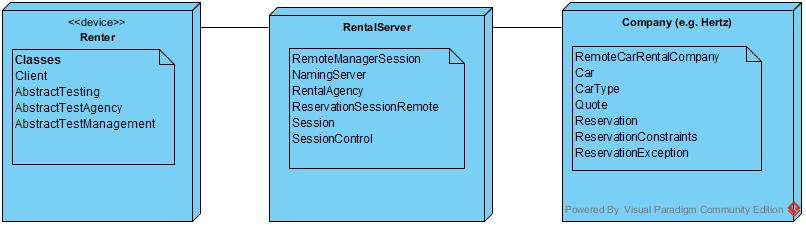 <<device>>
Renter
Classes
Client
AbstractTesting
AbstractTestAgency
AbstractTestManagement
RentalServer
RemoteManagerSession
NamingServer
RentalAgency
ReservationSessionRemote
Session
SessionControl
Company (e.g. Hertz)
RemoteCarRentalCompany
Car
CarType
Quote
Reservation
ReservationConstraints
ReservationException
Powered By Visual Paradigm Community Edition